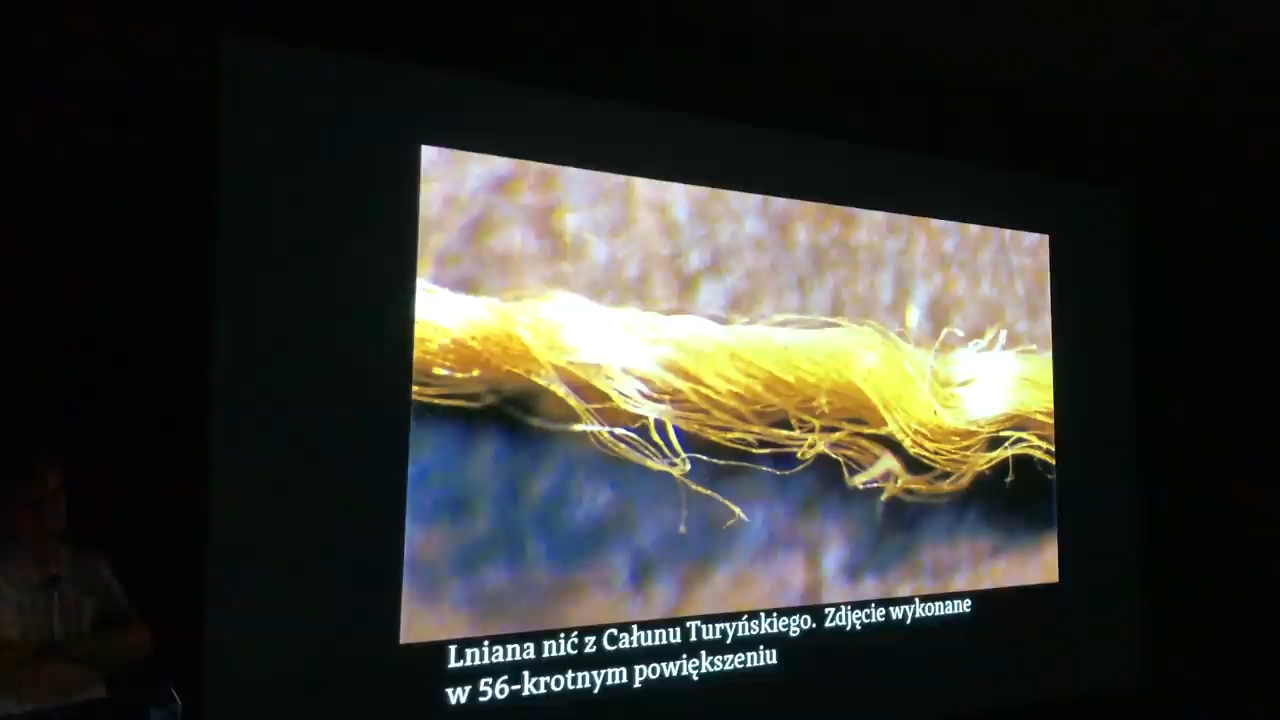 Lniana nić z Całunu Turyńskiego. Zdjęcie wykonane
w 56-krotnym powiększeniu